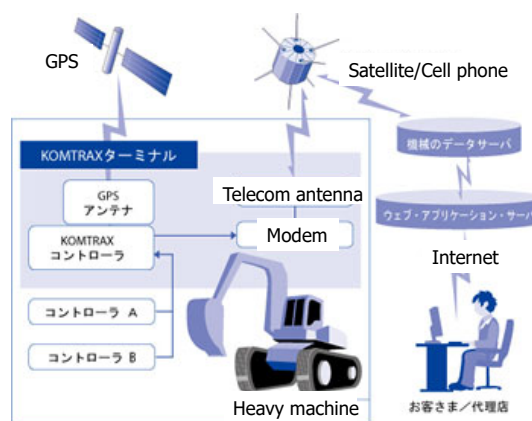 GPS
Satellite/Cell phone
KOMTRAXターミナル
GPS
アンテナ
KOMTRAX
コントローラ
コントローラ A
コントローラ B
Telecom antenna
Modem
Heavy machine
機械のデータサーバ
ウェブ・アプリケーション・サーバ
Internet
お客さま／代理店